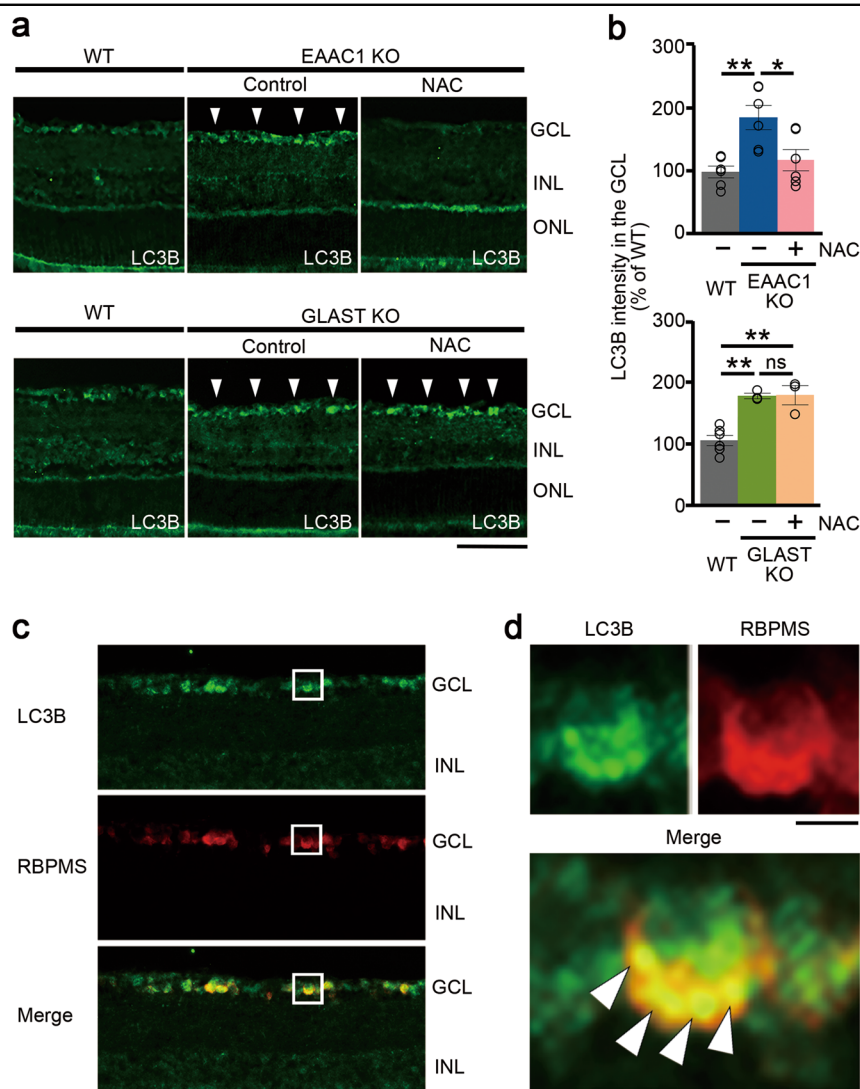 a
WT
EAAC1 KO
Control
NAC
GCL
INL
ONL
LC3B
LC3B
LC3B
WT
GLAST KO
Control
NAC
GCL
INL
ONL
LC3B
LC3B
LC3B
b
LC3B intensity in the GCL
(% of WT)
300
200
100
0
**
*
− − + NAC
WT EAAC1
KO
300
200
100
0
**
** ns
− − + NAC
WT GLAST
KO
c
LC3B
GCL
INL
RBPMS
GCL
INL
Merge
GCL
INL
d
LC3B
RBPMS
Merge